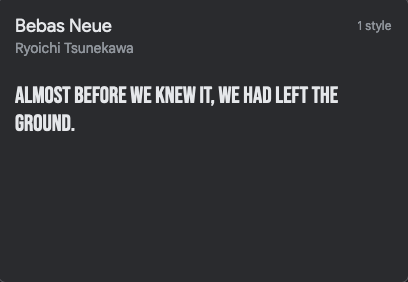 Bebas Neue
1 style
Ryoichi Tsunekawa
ALMOST BEFORE WE KNEW IT, WE HAD LEFT THE
GROUND.